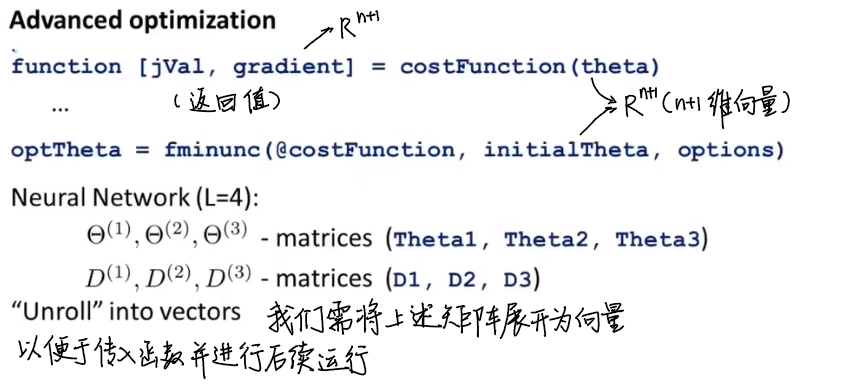 Advanced optimization
R^{n+1}
function [jVal, gradient] = costFunction(theta)
... (返回值) R^{n+1} (n+1 维向量)
optTheta = fminunc(@costFunction, initialTheta, options)
Neural Network (L=4):
Θ^{(1)}, Θ^{(2)}, Θ^{(3)} - matrices (Theta1, Theta2, Theta3)
D^{(1)}, D^{(2)}, D^{(3)} - matrices (D1, D2, D3)
“Unroll” into vectors 我们需将上述矩阵展开为向量
以便于传入函数并进行后续运行